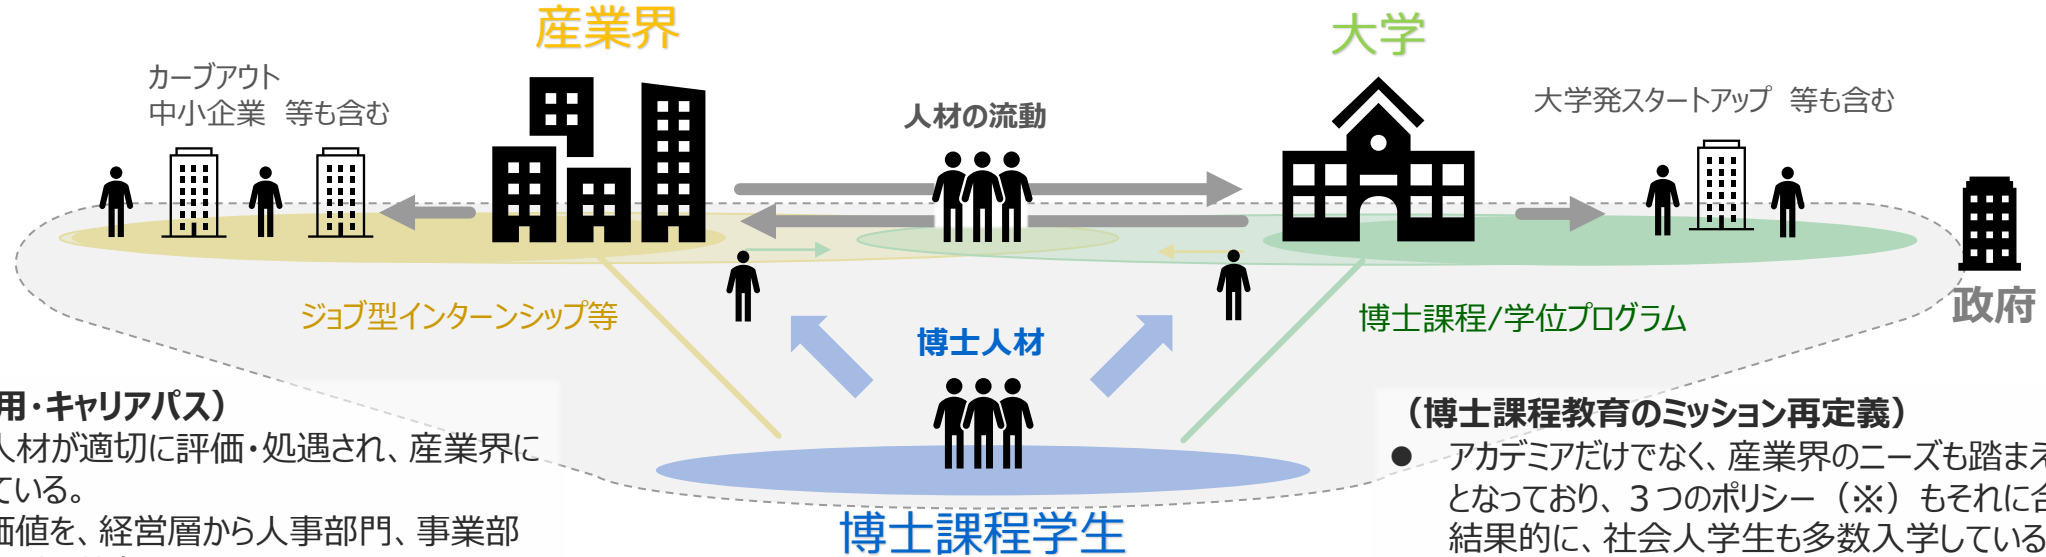 産業界
大学
カーブアウト
中小企業　等も含む
人材の流動
大学発スタートアップ　等も含む
政府
ジョブ型インターンシップ等
博士課程/学位プログラム
博士人材
用・キャリアパス）
人材が適切に評価・処遇され、産業界に
ている。
価値を、経営層から人事部門、事業部
（博士課程教育のミッション再定義）
● アカデミアだけでなく、産業界のニーズも踏まえ
となっており、３つのポリシー（※）もそれに合
結果的に、社会人学生も多数入学している
博士課程学生